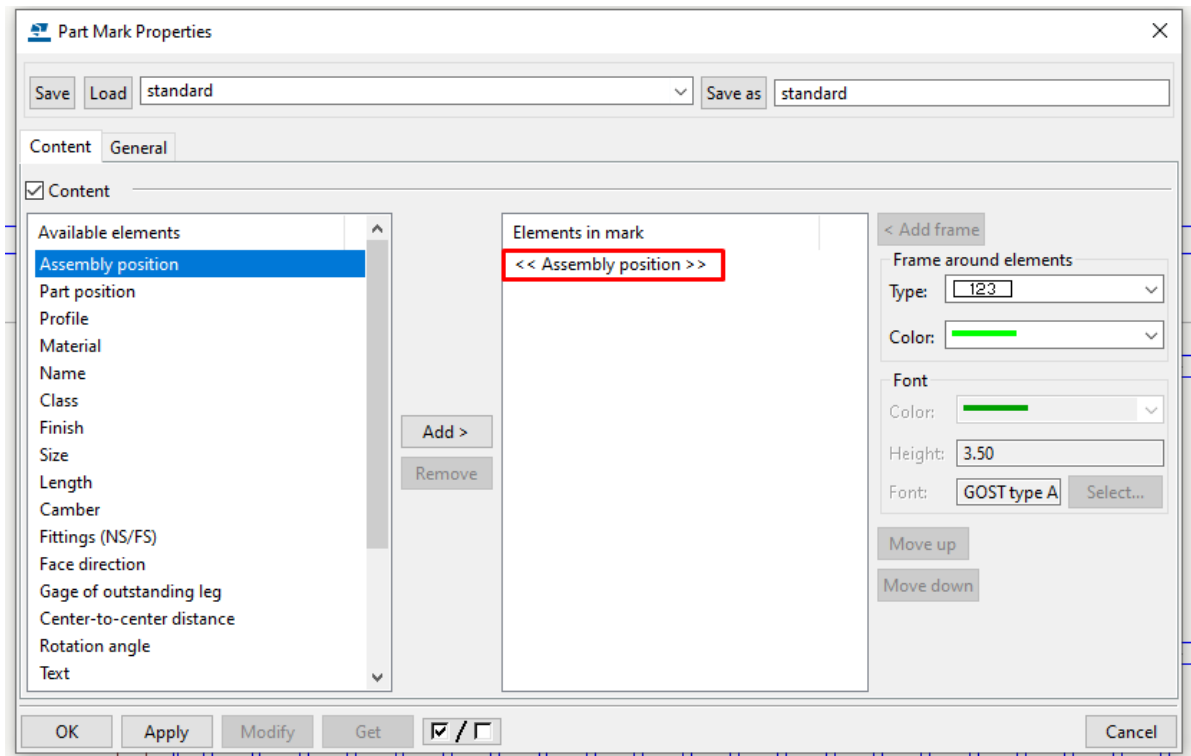 Part Mark Properties
Save Load standard Save as standard
Content General
Content
Available elements
Assembly position
Part position
Profile
Material
Name
Class
Finish
Size
Length
Camber
Fittings (NS/FS)
Face direction
Gage of outstanding leg
Center-to-center distance
Rotation angle
Text
Add >
Remove
Elements in mark
<< Assembly position >>
< Add frame
Frame around elements
Type: 123
Color:
Font
Color:
Height: 3.50
Font: GOST type A Select...
Move up
Move down
OK Apply Modify Get / Cancel